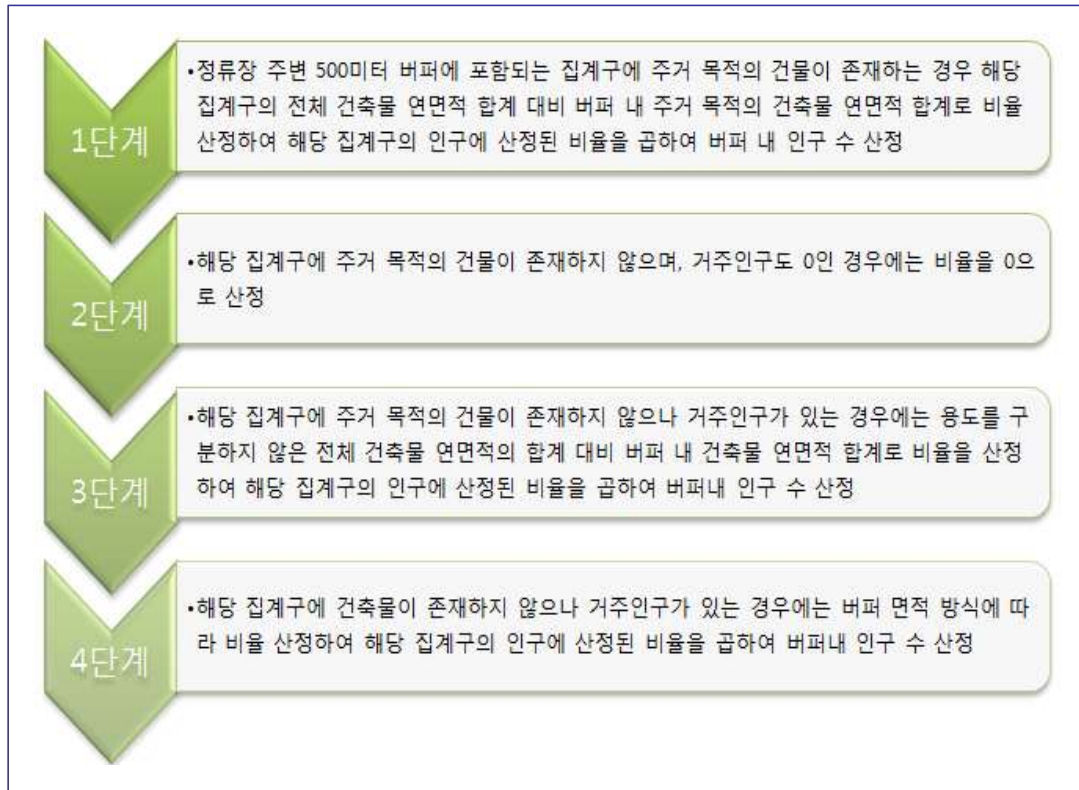 1단계
•정류장 주변 500미터 버퍼에 포함되는 집계구에 주거 목적의 건물이 존재하는 경우 해당
집계구의 전체 건축물 연면적 합계 대비 버퍼 내 주거 목적의 건축물 연면적 합계로 비율
산정하여 해당 집계구의 인구에 산정된 비율을 곱하여 버퍼 내 인구 수 산정
2단계
•해당 집계구에 주거 목적의 건물이 존재하지 않으며, 거주인구도 0인 경우에는 비율을 0으
로 산정
3단계
•해당 집계구에 주거 목적의 건물이 존재하지 않으나 거주인구가 있는 경우에는 용도를 구
분하지 않은 전체 건축물 연면적의 합계 대비 버퍼 내 건축물 연면적 합계로 비율을 산정
하여 해당 집계구의 인구에 산정된 비율을 곱하여 버퍼내 인구 수 산정
4단계
•해당 집계구에 건축물이 존재하지 않으나 거주인구가 있는 경우에는 버퍼 면적 방식에 따
라 비율 산정하여 해당 집계구의 인구에 산정된 비율을 곱하여 버퍼내 인구 수 산정